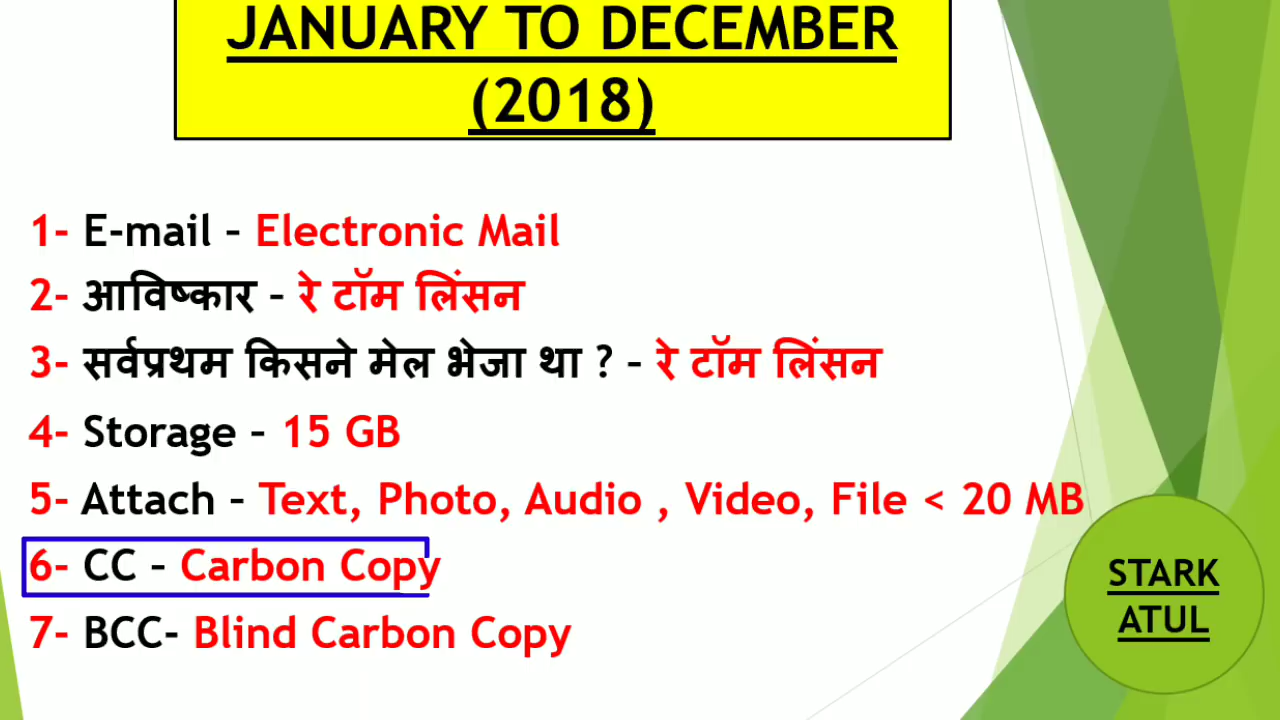 JANUARY TO DECEMBER
(2018)
1- E-mail – Electronic Mail
2- आविष्कार – रे टॉम लिंसन
3- सर्वप्रथम किसने मेल भेजा था ? – रे टॉम लिंसन
4- Storage – 15 GB
5- Attach – Text, Photo, Audio , Video, File < 20 MB
6- CC – Carbon Copy
7- BCC- Blind Carbon Copy
STARK
ATUL